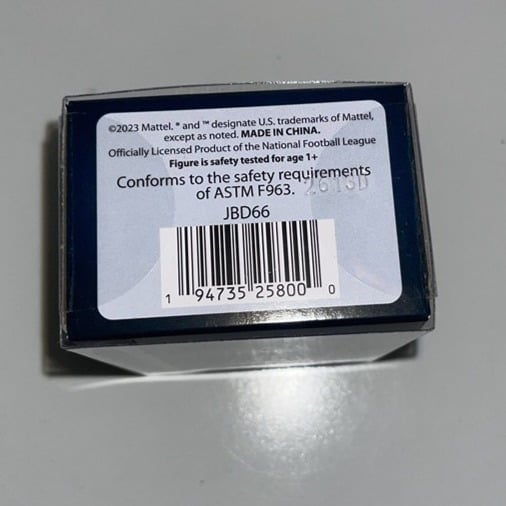 ©2023 Mattel. ® and ™ designate U.S. trademarks of Mattel,
except as noted. MADE IN CHINA.
Officially Licensed Product of the National Football League
Figure is safety tested for age 1+
Conforms to the safety requirements
of ASTM F963. 2613D
JBD66
1 94735 25800 0